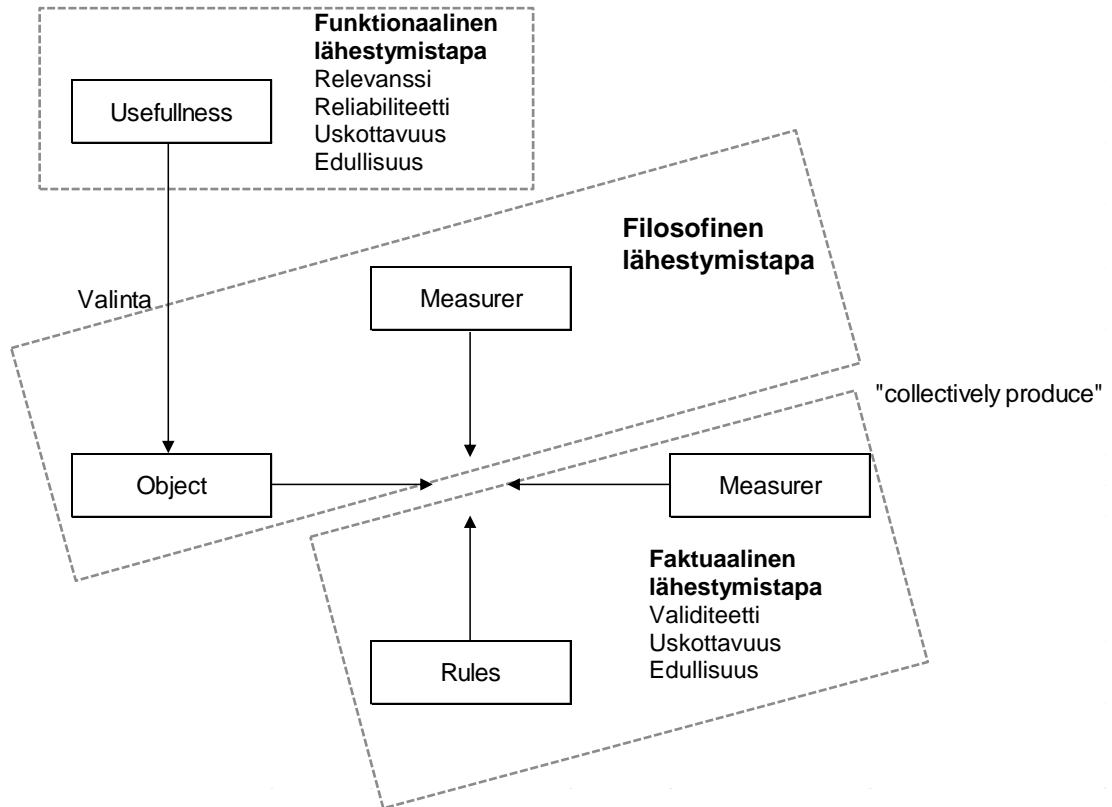 Funktionaalinen
lähestymistapa
Relevanssi
Reliabiliteetti
Uskottavuus
Edullisuus
Usefullness
Filosofinen
lähestymistapa
Valinta
Measurer
"collectively produce"
Object
Measurer
Faktuaalinen
lähestymistapa
Validiteetti
Uskottavuus
Edullisuus
Rules